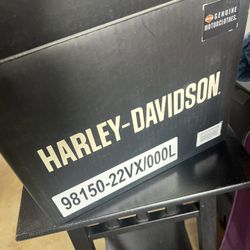 GENUINE
MOTORCLOTHES
HARLEY-DAVIDSON
98150-22VX/000L